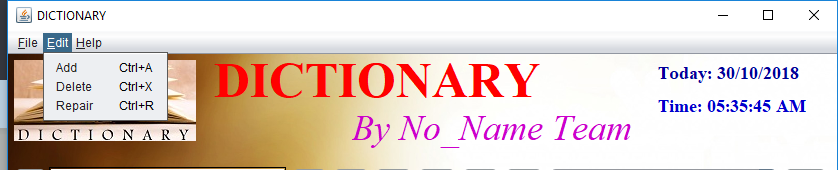 DICTIONARY
File Edit Help
Add Ctrl+A
Delete Ctrl+X
Repair Ctrl+R
DICTIONARY
DICTIONARY
By No_Name Team
Today: 30/10/2018
Time: 05:35:45 AM